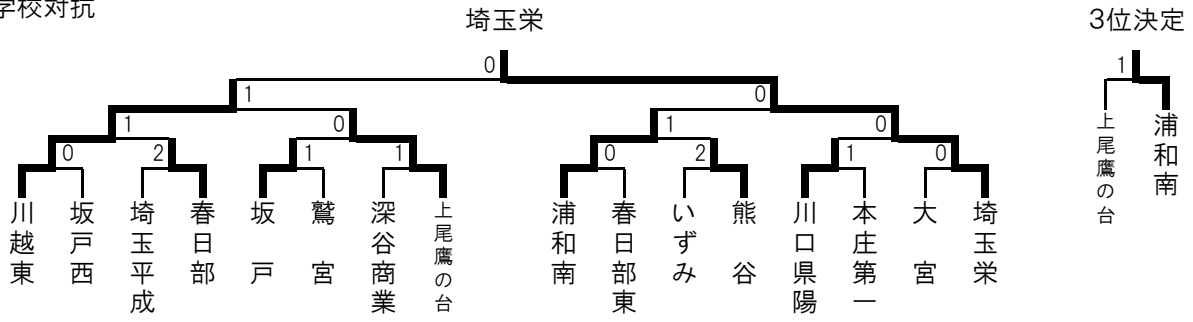 学校対抗
埼玉栄
3位決定
0
1
1
0
1
0
1
0
0
2
1
1
0
2
1
0
川越東
坂戸西
埼玉平成
春日部
坂戸
鷲宮
深谷商業
上尾鷹の台
浦和南
春日部東
いずみ
熊谷
川口県陽
本庄第一
大宮
埼玉栄
1
上尾鷹の台
浦和南